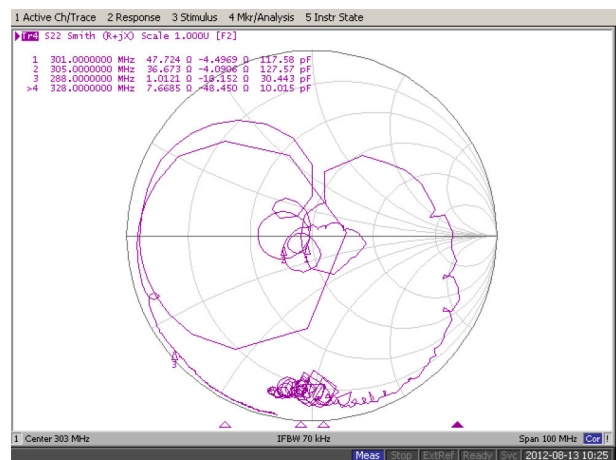 1 Active Ch/Trace 2 Response 3 Stimulus 4 Mkr/Analysis 5 Instr State
Tr4 S22 Smith (R+jX) Scale 1.000U [F2]
1 301.0000000 MHz 47.724 Ω -4.4969 Ω 117.58 pF
2 305.0000000 MHz 36.673 Ω -4.0906 Ω 127.57 pF
3 288.0000000 MHz 1.0121 Ω -18.152 Ω 30.443 pF
>4 328.0000000 MHz 7.6685 Ω -48.450 Ω 10.015 pF
3
1 Center 303 MHz IFBW 70 kHz Span 100 MHz Cor !
Meas Stop ExtRef Ready Svc 2012-08-13 10:25